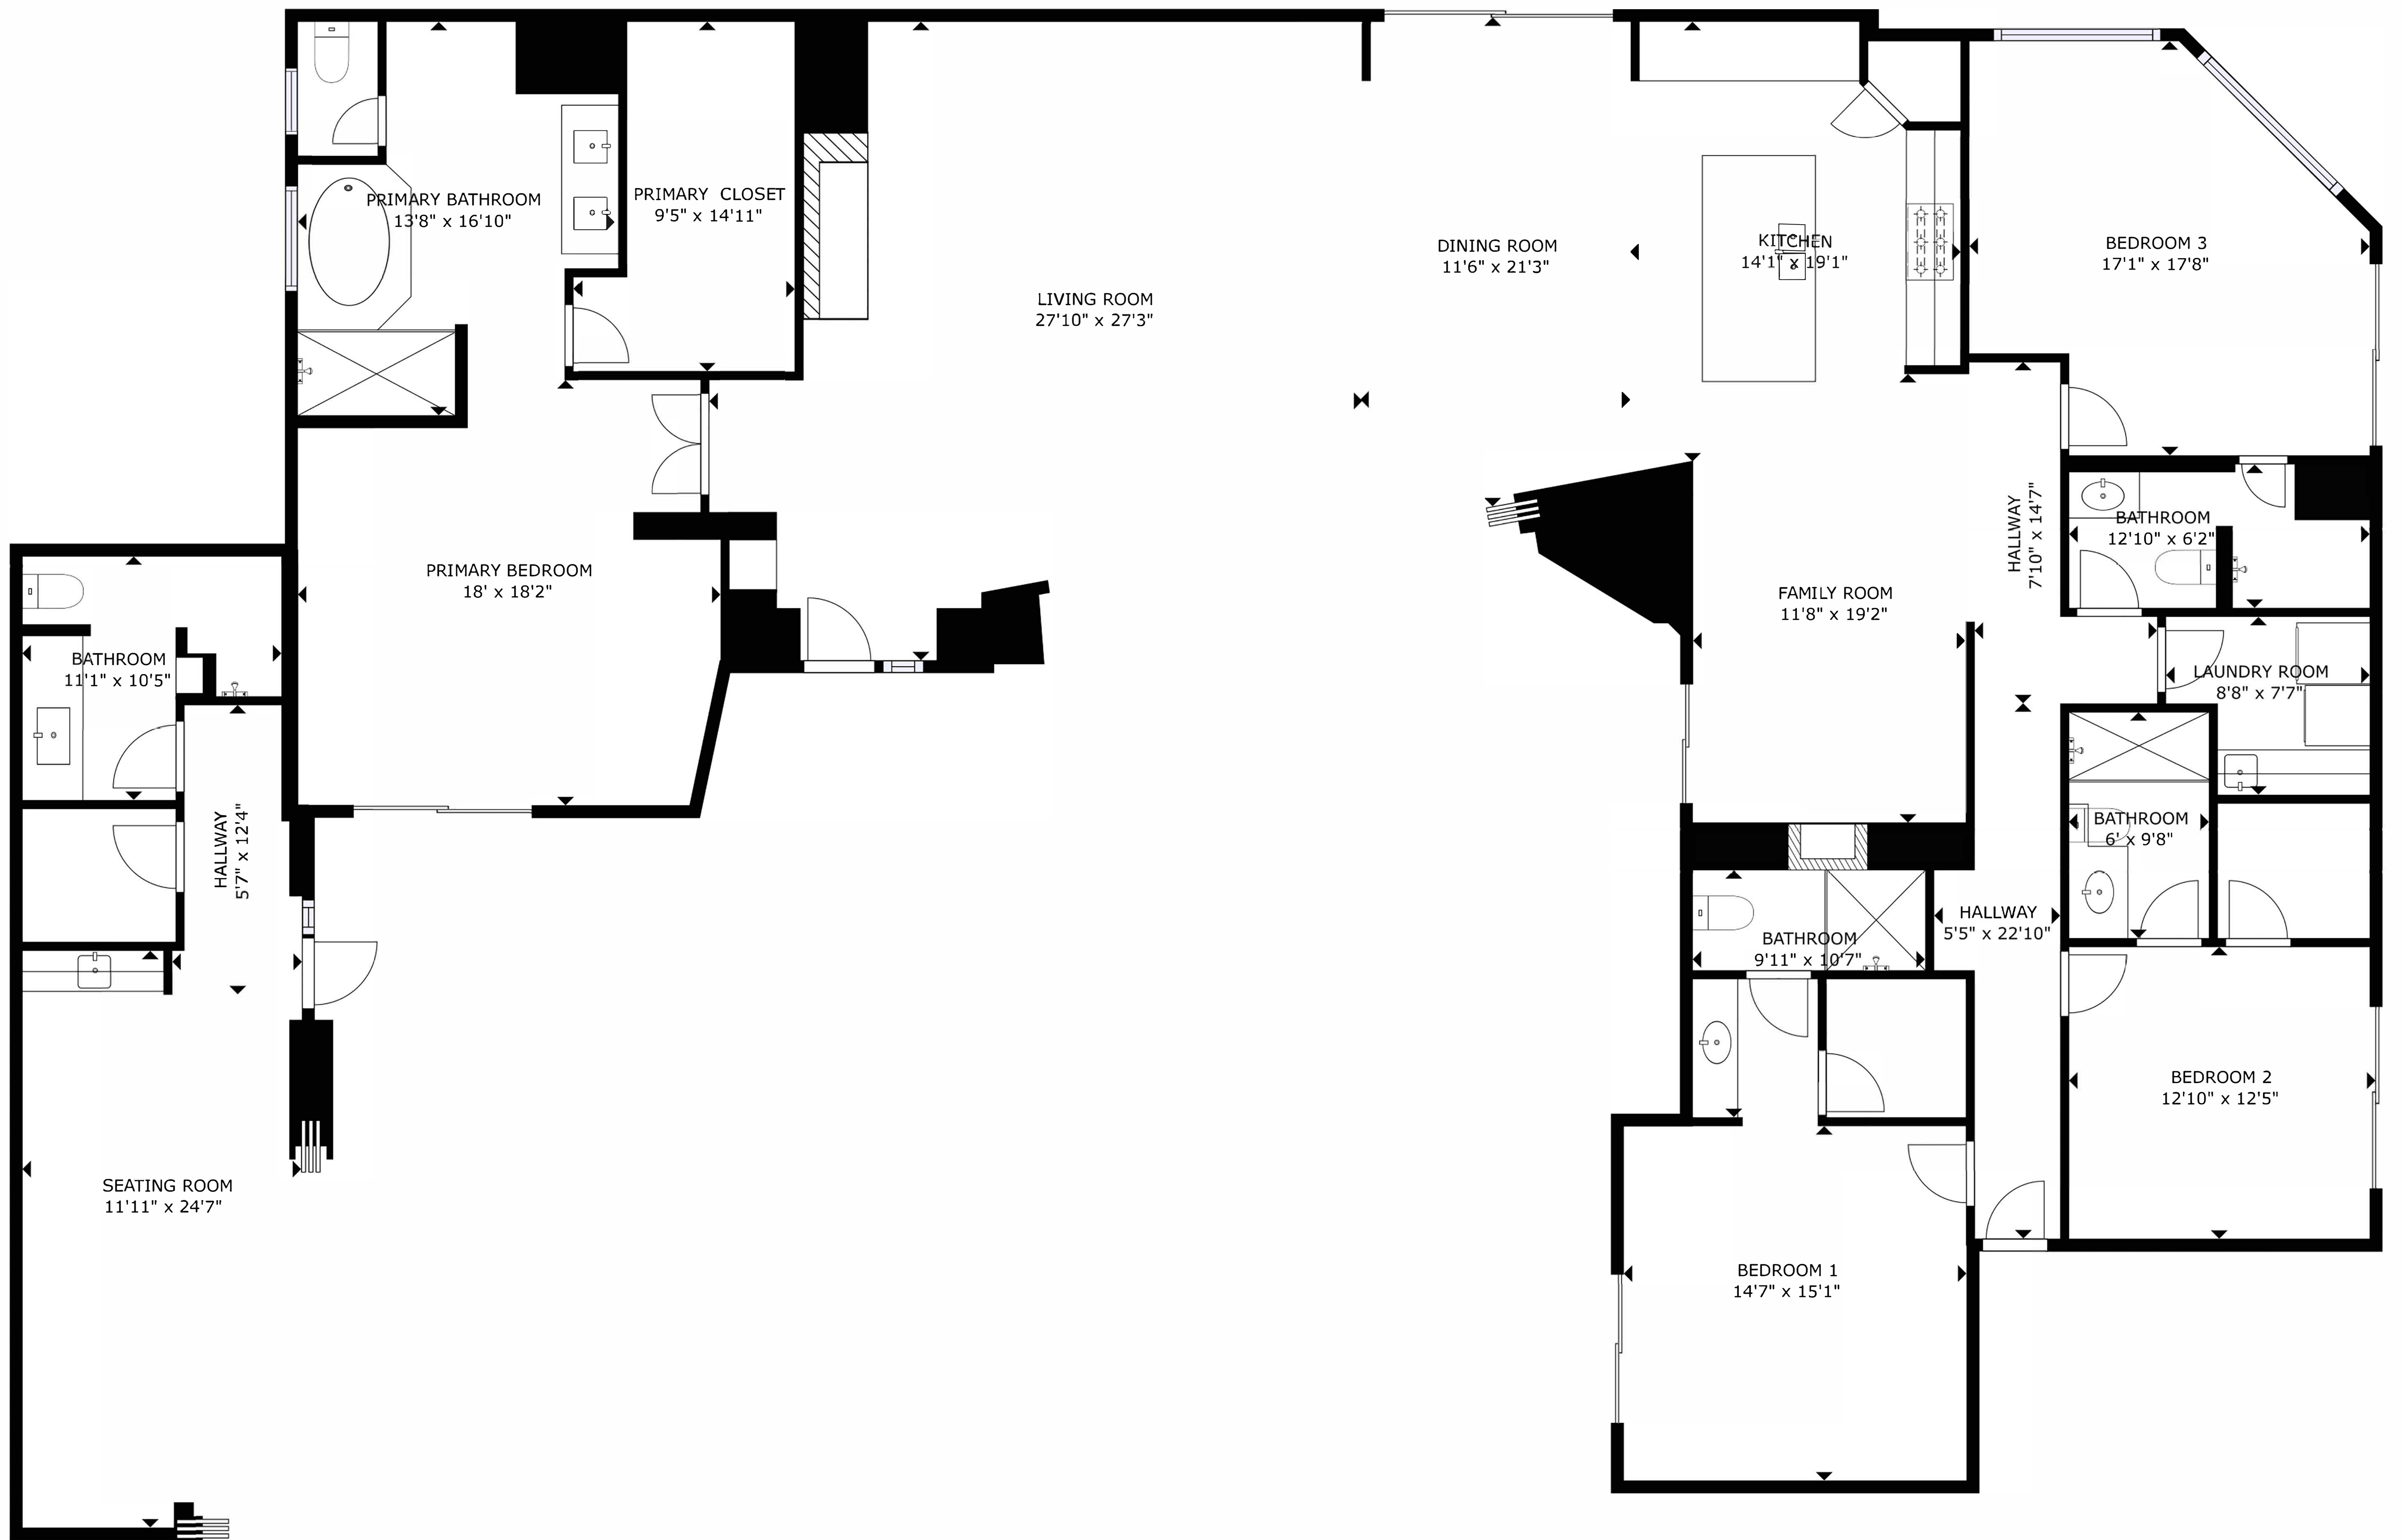 PRIMARY BATHROOM
13'8" x 16'10"
PRIMARY CLOSET
9'5" x 14'11"
LIVING ROOM
27'10" x 27'3"
DINING ROOM
11'6" x 21'3"
KITCHEN
14'1" x 19'1"
BEDROOM 3
17'1" x 17'8"
PRIMARY BEDROOM
18' x 18'2"
FAMILY ROOM
11'8" x 19'2"
HALLWAY
7'10" x 14'7"
BATHROOM
12'10" x 6'2"
BATHROOM
11'1" x 10'5"
LAUNDRY ROOM
8'8" x 7'7"
HALLWAY
5'7" x 12'4"
BATHROOM
6' x 9'8"
BATHROOM
9'11" x 10'7"
HALLWAY
5'5" x 22'10"
BEDROOM 2
12'10" x 12'5"
SEATING ROOM
11'11" x 24'7"
BEDROOM 1
14'7" x 15'1"